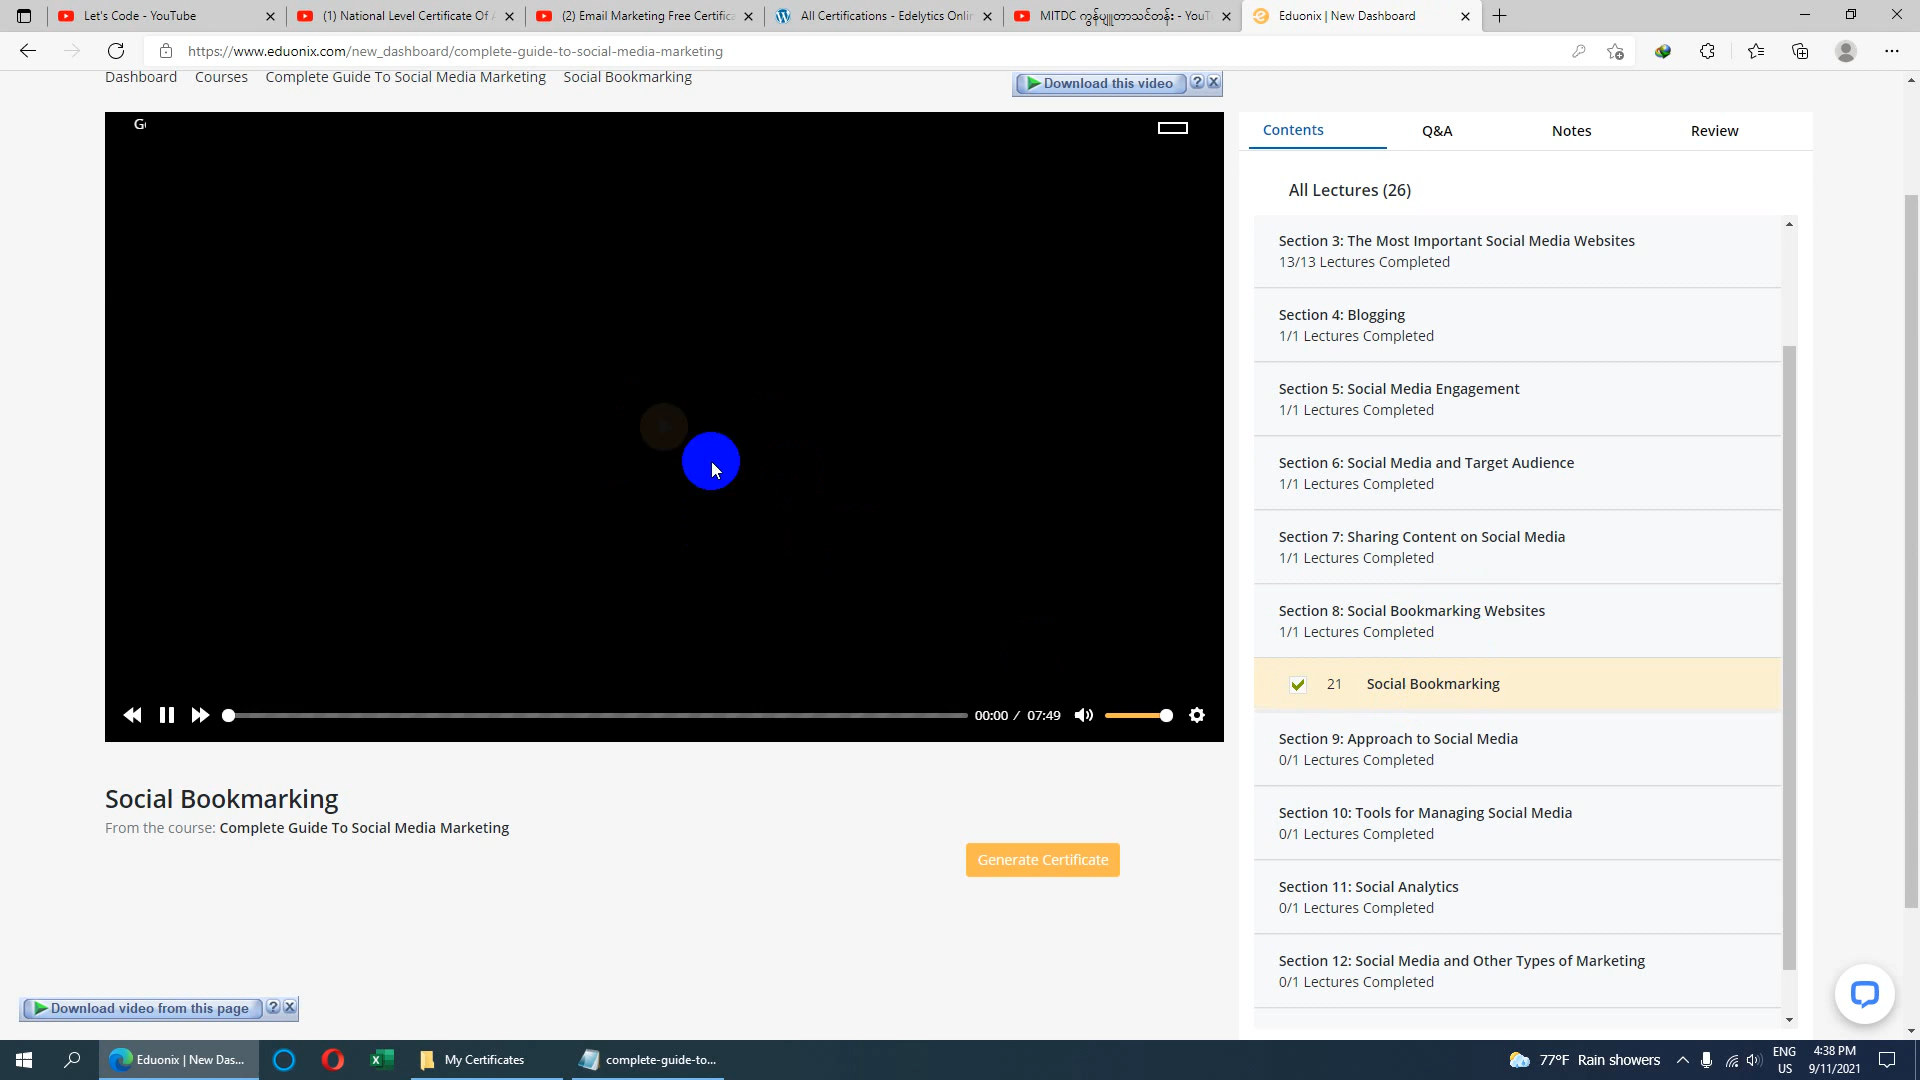 Let's Code - YouTube
(1) National Level Certificate Of
(2) Email Marketing Free Certifica
All Certifications - Edelytics Onlin
MITDC ကွန်ပျူတာသင်တန်း - YouT
Eduonix | New Dashboard
https://www.eduonix.com/new_dashboard/complete-guide-to-social-media-marketing
Dashboard Courses Complete Guide To Social Media Marketing Social Bookmarking
Download this video ?
Contents Q&A Notes Review
All Lectures (26)
Section 3: The Most Important Social Media Websites
13/13 Lectures Completed
Section 4: Blogging
1/1 Lectures Completed
Section 5: Social Media Engagement
1/1 Lectures Completed
Section 6: Social Media and Target Audience
1/1 Lectures Completed
Section 7: Sharing Content on Social Media
1/1 Lectures Completed
Section 8: Social Bookmarking Websites
1/1 Lectures Completed
21 Social Bookmarking
Section 9: Approach to Social Media
0/1 Lectures Completed
Section 10: Tools for Managing Social Media
0/1 Lectures Completed
Section 11: Social Analytics
0/1 Lectures Completed
Section 12: Social Media and Other Types of Marketing
0/1 Lectures Completed
00:00 / 07:49
Social Bookmarking
From the course: Complete Guide To Social Media Marketing
Generate Certificate
Download video from this page ?
Eduonix | New Das...
My Certificates
complete-guide-to...
77°F Rain showers
ENG
US
4:38 PM
9/11/2021